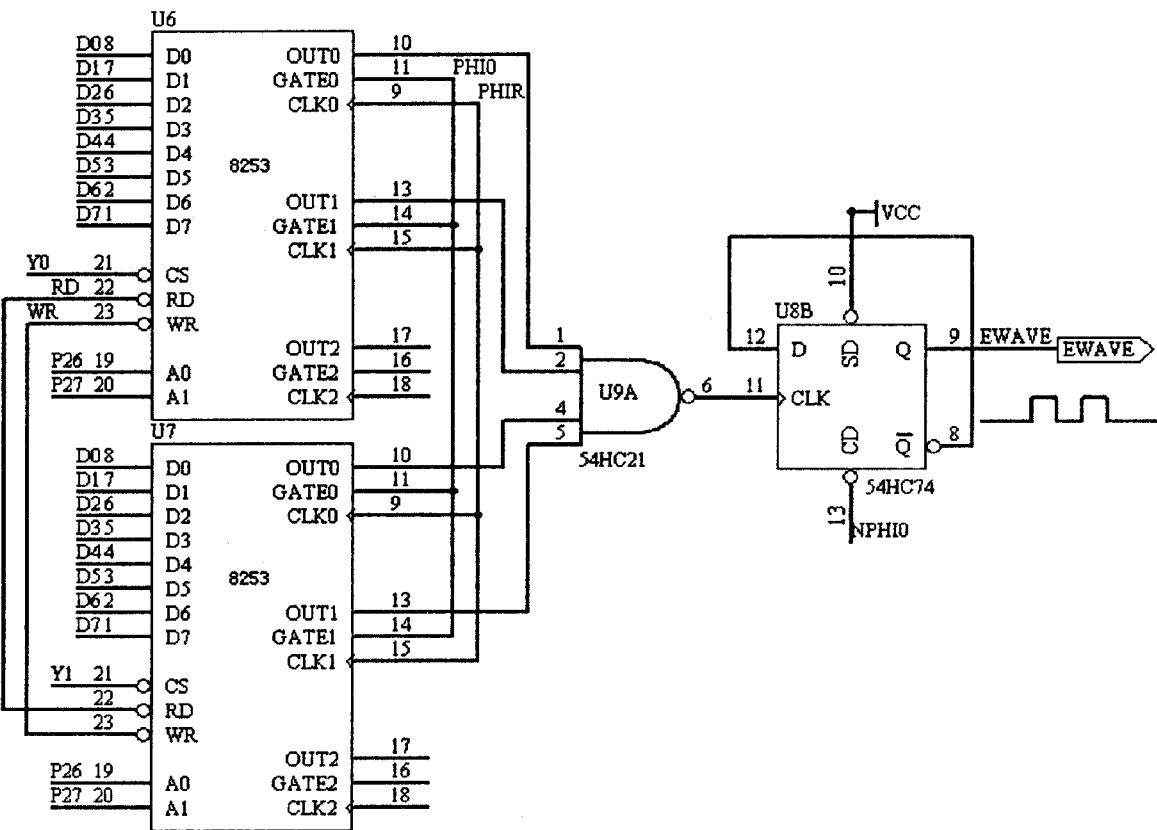 U6
D08 D0 OUT0 10
D17 D1 GATE0 11 PHI0
D26 D2 CLK0 9 PHIR
D35 D3
D44 D4
D53 D5 8253
D62 D6 OUT1 13
D71 D7 GATE1 14
CLK1 15
Y0 21 CS
RD 22 RD
WR 23 WR
OUT2 17
P26 19 A0 GATE2 16
P27 20 A1 CLK2 18
U7
D08 D0 OUT0 10
D17 D1 GATE0 11
D26 D2 CLK0 9
D35 D3
D44 D4
D53 D5 8253
D62 D6 OUT1 13
D71 D7 GATE1 14
CLK1 15
Y1 21 CS
22 RD
23 WR
OUT2 17
P26 19 A0 GATE2 16
P27 20 A1 CLK2 18
1
2
4
5
U9A
6
54HC21
VCC
10
U8B
12 D SD Q 9 EWAVE EWAVE
11 CLK
CD Q 8
54HC74
13 NPHI0